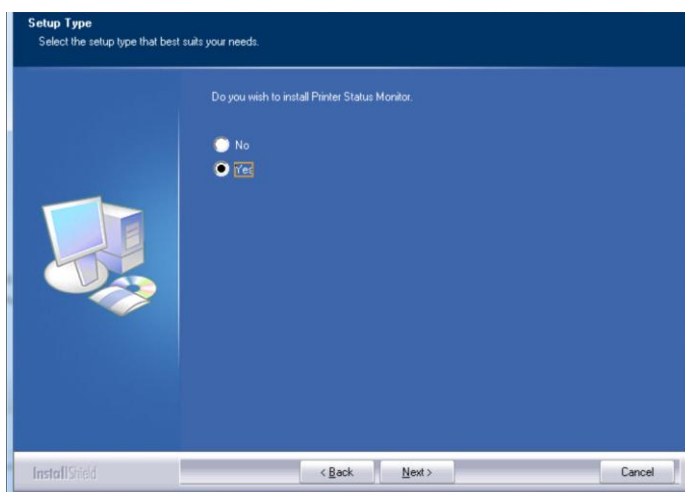 Setup Type
Select the setup type that best suits your needs.
Do you wish to install Printer Status Monitor.
No
Yes
InstallShield
< Back
Next >
Cancel